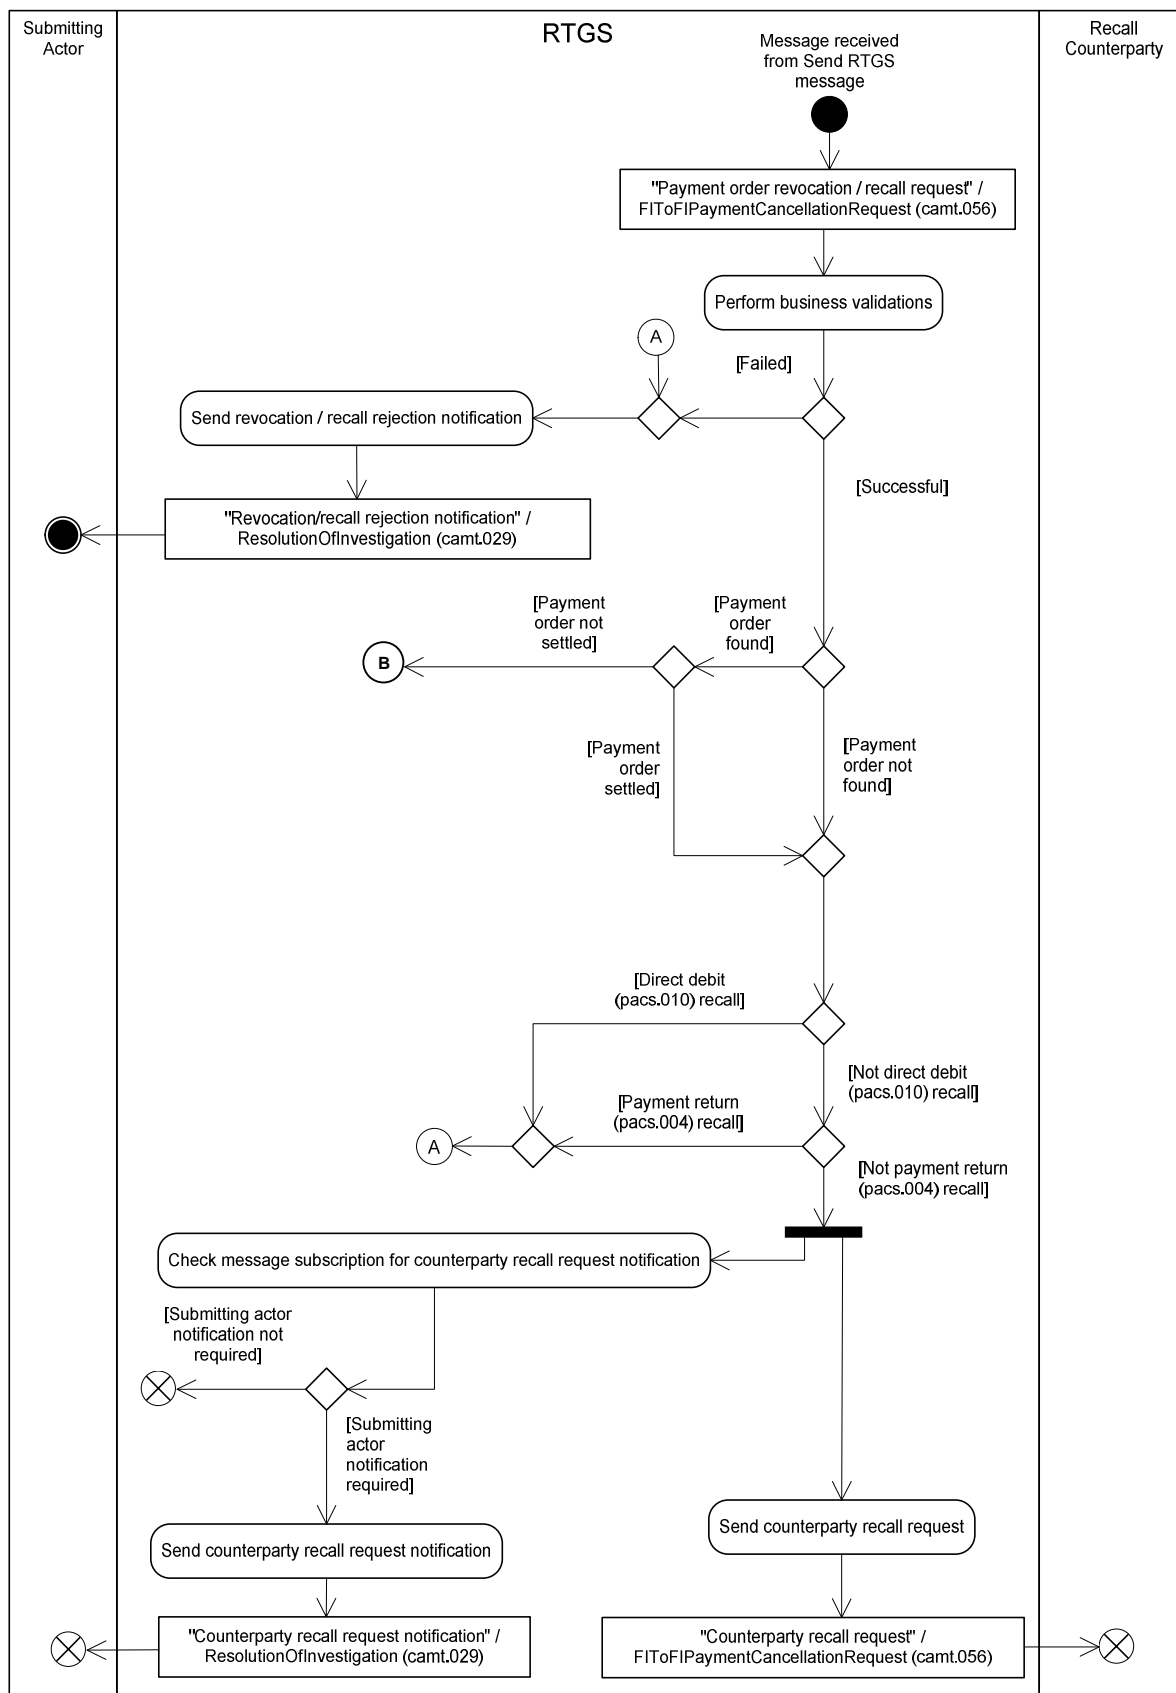 Submitting
Actor
RTGS
Recall
Counterparty
Message received
from Send RTGS
message
"Payment order revocation / recall request" /
FIToFIPaymentCancellationRequest (camt.056)
Perform business validations
A
[Failed]
Send revocation / recall rejection notification
[Successful]
"Revocation/recall rejection notification" /
ResolutionOfInvestigation (camt.029)
[Payment
order not
settled]
[Payment
order
found]
B
[Payment
order
settled]
[Payment
order not
found]
[Direct debit
(pacs.010) recall]
[Not direct debit
(pacs.010) recall]
[Payment return
(pacs.004) recall]
A
[Not payment return
(pacs.004) recall]
Check message subscription for counterparty recall request notification
[Submitting actor
notification not
required]
[Submitting
actor
notification
required]
Send counterparty recall request
Send counterparty recall request notification
"Counterparty recall request notification" /
ResolutionOfInvestigation (camt.029)
"Counterparty recall request" /
FIToFIPaymentCancellationRequest (camt.056)